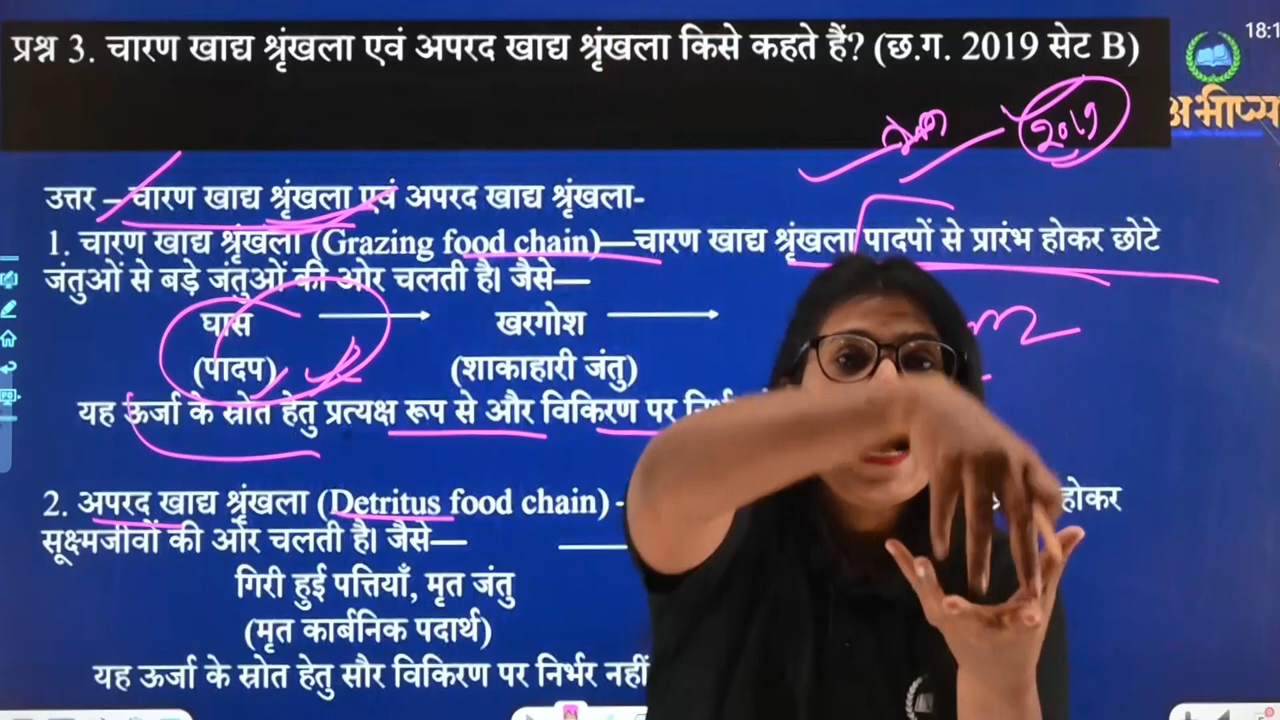 प्रश्न 3. चारण खाद्य श्रृंखला एवं अपरद खाद्य श्रृंखला किसे कहते हैं? (छ.ग. 2019 सेट B)
18:1
अभीप्स
2019
उत्तर – चारण खाद्य श्रृंखला एवं अपरद खाद्य श्रृंखला-
1. चारण खाद्य श्रृंखला (Grazing food chain)—चारण खाद्य श्रृंखला पादपों से प्रारंभ होकर छोटे
जंतुओं से बड़े जंतुओं की ओर चलती है। जैसे—
घास खरगोश
(पादप) (शाकाहारी जंतु)
यह ऊर्जा के स्रोत हेतु प्रत्यक्ष रूप से और विकिरण पर
2. अपरद खाद्य श्रृंखला (Detritus food chain) - होकर
सूक्ष्मजीवों की ओर चलती है। जैसे—
गिरी हुई पत्तियाँ, मृत जंतु
(मृत कार्बनिक पदार्थ)
यह ऊर्जा के स्रोत हेतु सौर विकिरण पर निर्भर नहीं